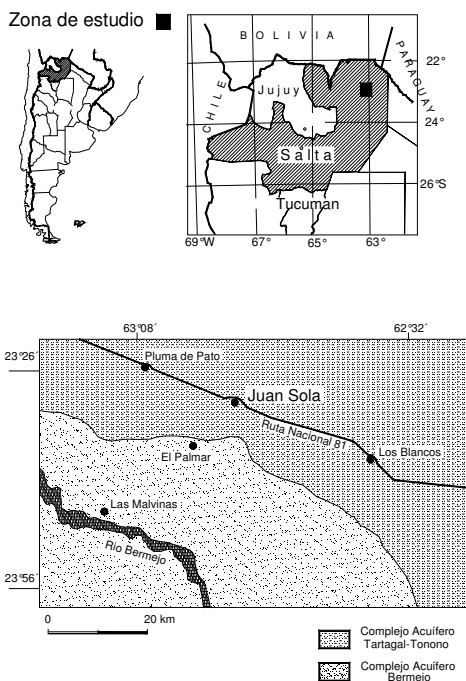 Zona de estudio
BOLIVIA
PARAGUAY
CHILE
Jujuy
Salta
Tucuman
22°
24°
26°S
69°W 67° 65° 63°
63°08´ 62°32´
23°26´
23°56´
Pluma de Pato
Juan Sola
Ruta Nacional 81
Los Blancos
El Palmar
Las Malvinas
Rio Bermejo
0 20 km
Complejo Acuífero
Tartagal-Tonono
Complejo Acuífero
Bermejo